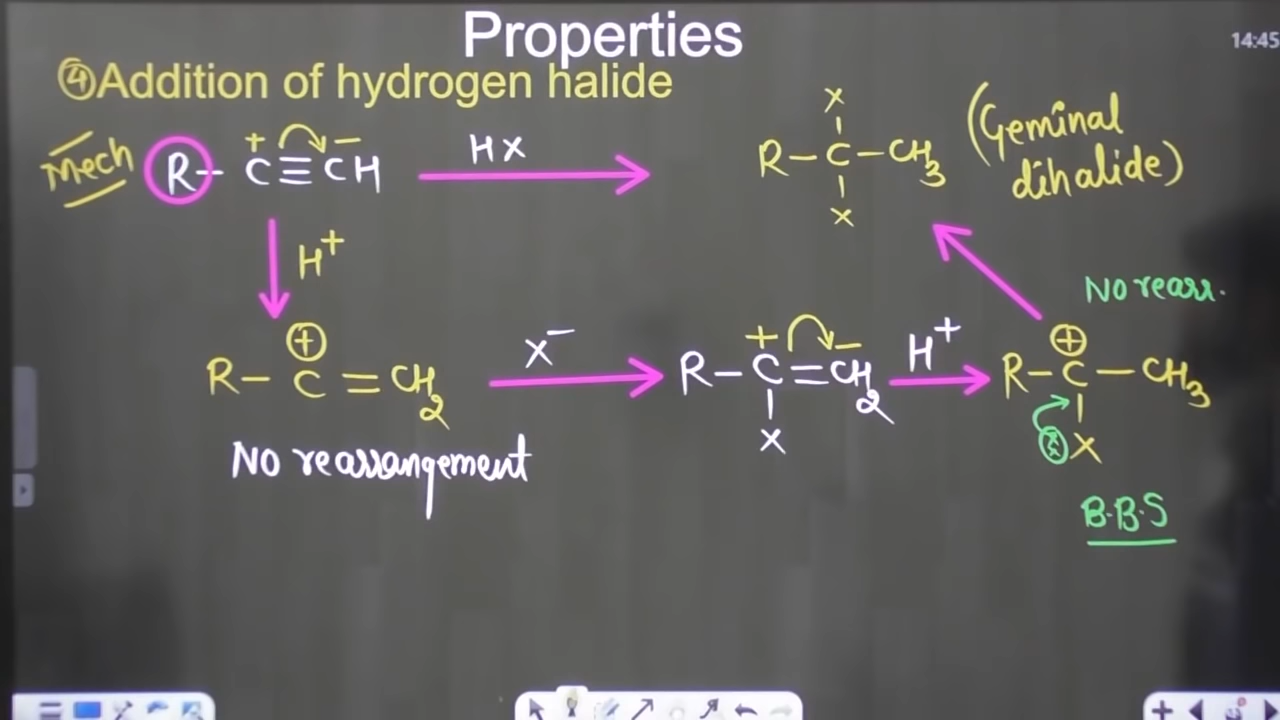 Properties
14:45
④Addition of hydrogen halide
Mech
R - C ≡ CH
+ −
HX
X
R - C - CH3
X
(Geminal
dihalide)
H+
No rearr.
⊕
R - C = CH2
X−
+ −
R - C = CH2
X
H+
⊕
R - C - CH3
X
No rearrangement
B.B.S